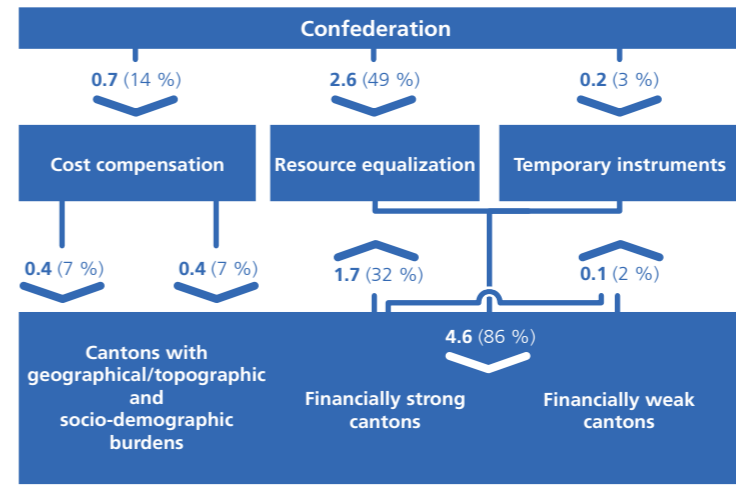 Confederation
0.7 (14 %)
2.6 (49 %)
0.2 (3 %)
Cost compensation
Resource equalization
Temporary instruments
0.4 (7 %)
0.4 (7 %)
1.7 (32 %)
0.1 (2 %)
4.6 (86 %)
Cantons with
geographical/topographic
and
socio-demographic
burdens
Financially strong
cantons
Financially weak
cantons